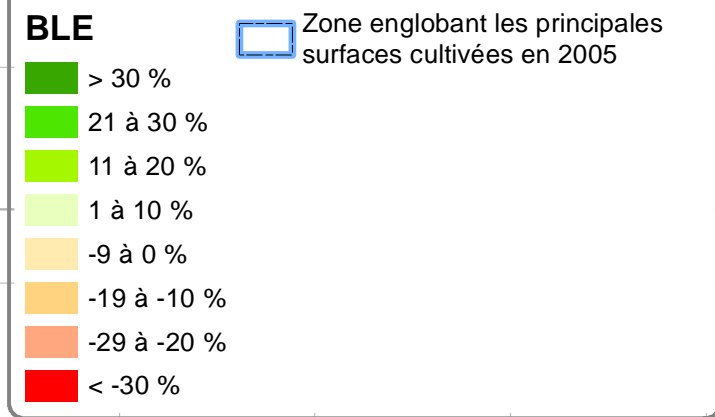 BLE
Zone englobant les principales
surfaces cultivées en 2005
> 30 %
21 à 30 %
11 à 20 %
1 à 10 %
-9 à 0 %
-19 à -10 %
-29 à -20 %
< -30 %